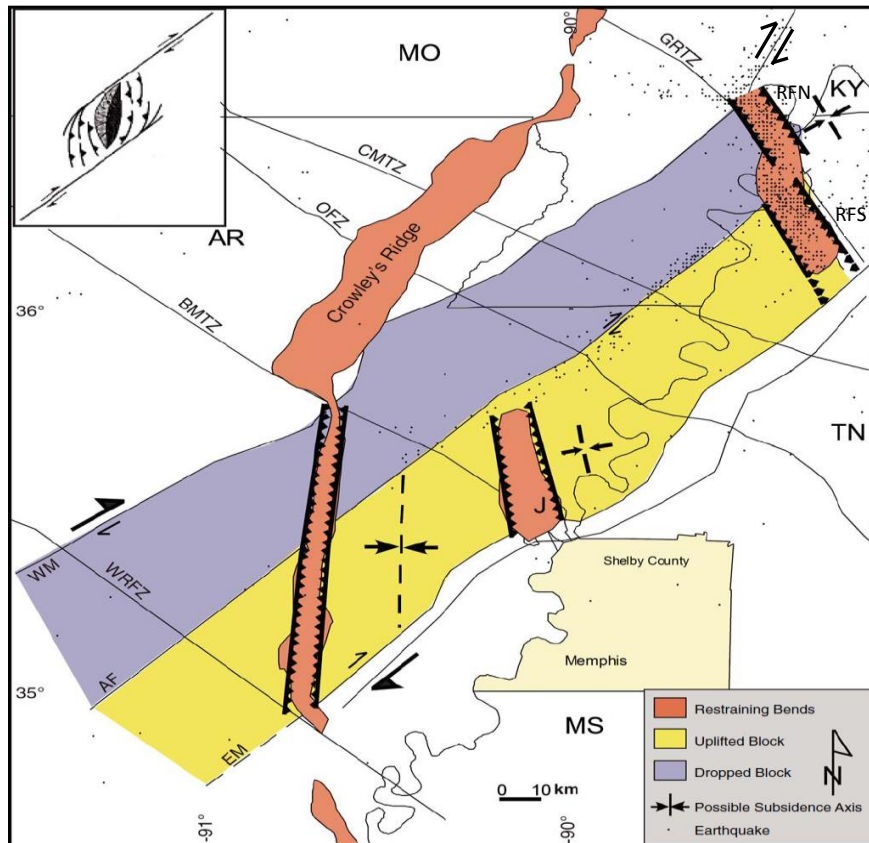 MO
90°
GRTZ
RFN
KY
CMTZ
RFS
OFZ
AR
Crowley's Ridge
BMTZ
36°
TN
J
WM
WRFZ
Shelby County
Memphis
35°
AF
EM
MS
Restraining Bends
Uplifted Block
Dropped Block
N
Possible Subsidence Axis
Earthquake
0 10 km
-91
-90